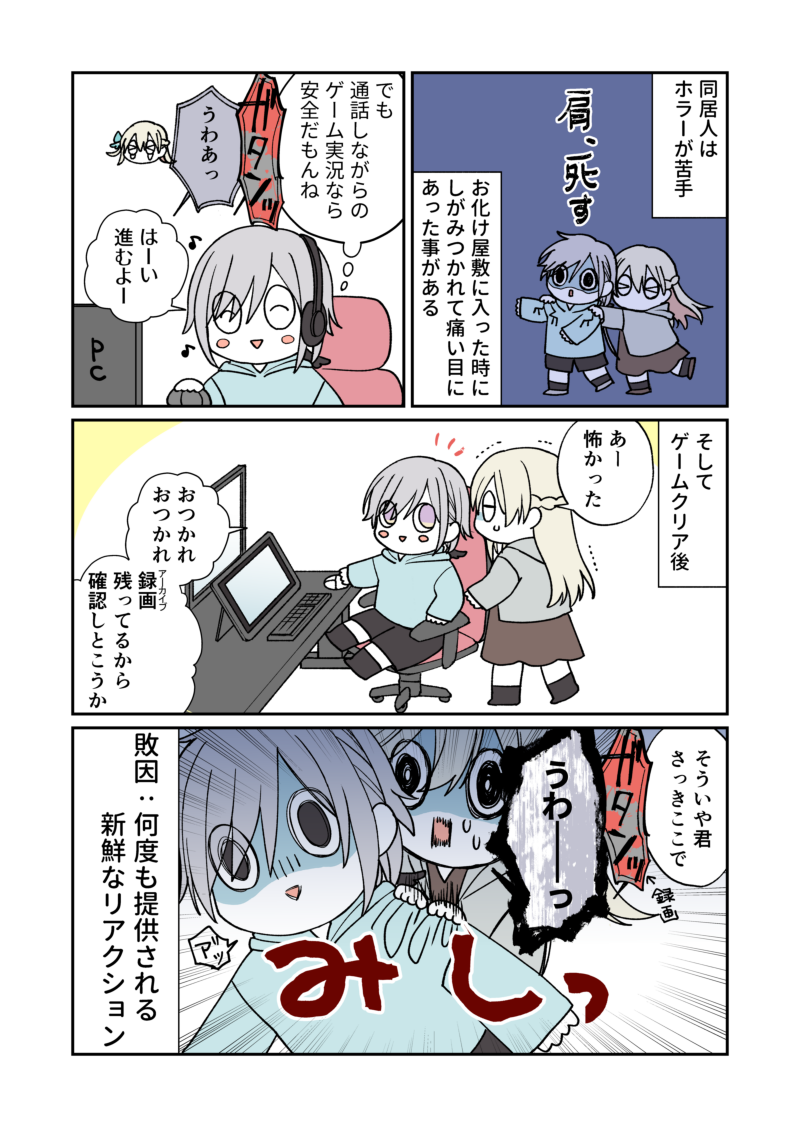 同居人は
ホラーが苦手
肩、死す
お化け屋敷に入った時に
しがみつかれて痛い目に
あった事がある
でも
通話しながらの
ゲーム実況なら
安全だもんね
ガタンッ
うわあっ
はーい
進むよー
PC
そして
ゲームクリア後
あー
怖かった
おつかれ
おつかれ
録画
アーカイブ
残ってるから
確認しとこうか
そういや君
さっきここで
ガタンッ
録画
うわーっ
みしっ
アッ
敗因：何度も提供される
新鮮なリアクション